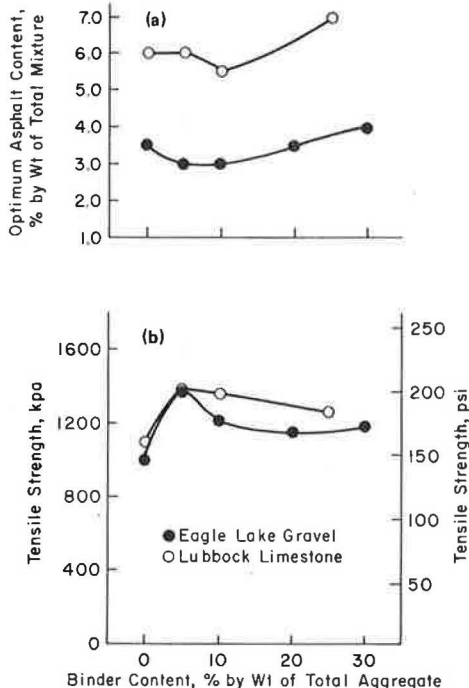 Optimum Asphalt Content,
% by Wt of Total Mixture
7.0
6.0
5.0
4.0
3.0
2.0
1.0
(a)
Tensile Strength, kpa
1600
1200
800
400
0
(b)
● Eagle Lake Gravel
○ Lubbock Limestone
250
200
150
100
50
Tensile Strength, psi
0 10 20 30
Binder Content, % by Wt of Total Aggregate